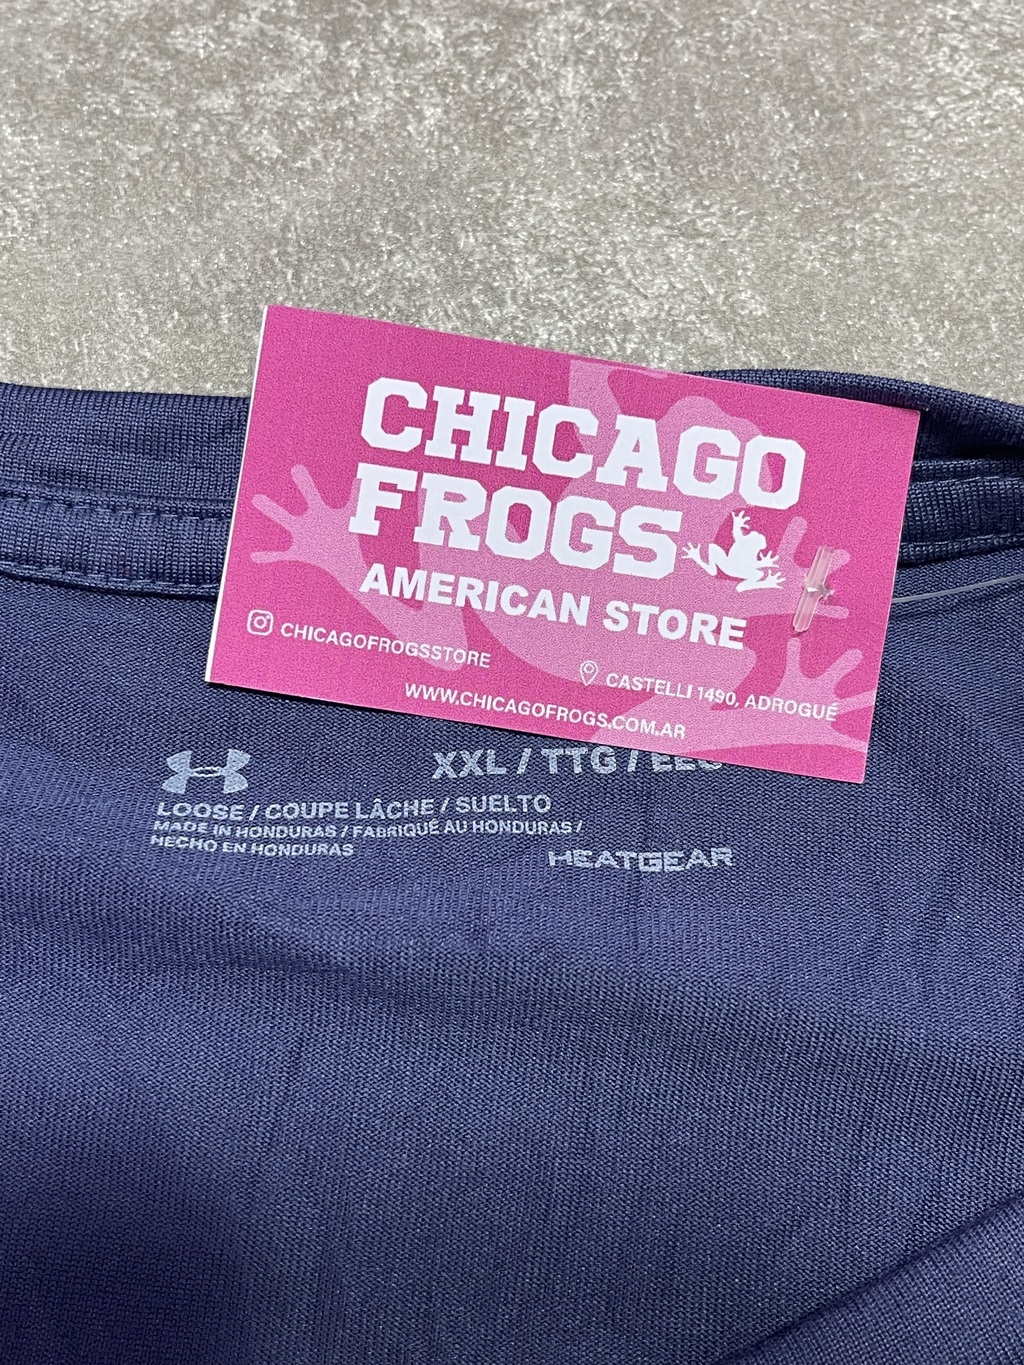 CHICAGO
FROGS
AMERICAN STORE
CHICAGOFROGSSTORE
CASTELLI 1490, ADROGUÉ
WWW.CHICAGOFROGS.COM.AR
XXL / TTG /
LOOSE / COUPE LÂCHE / SUELTO
MADE IN HONDURAS / FABRIQUÉ AU HONDURAS /
HECHO EN HONDURAS
HEATGEAR